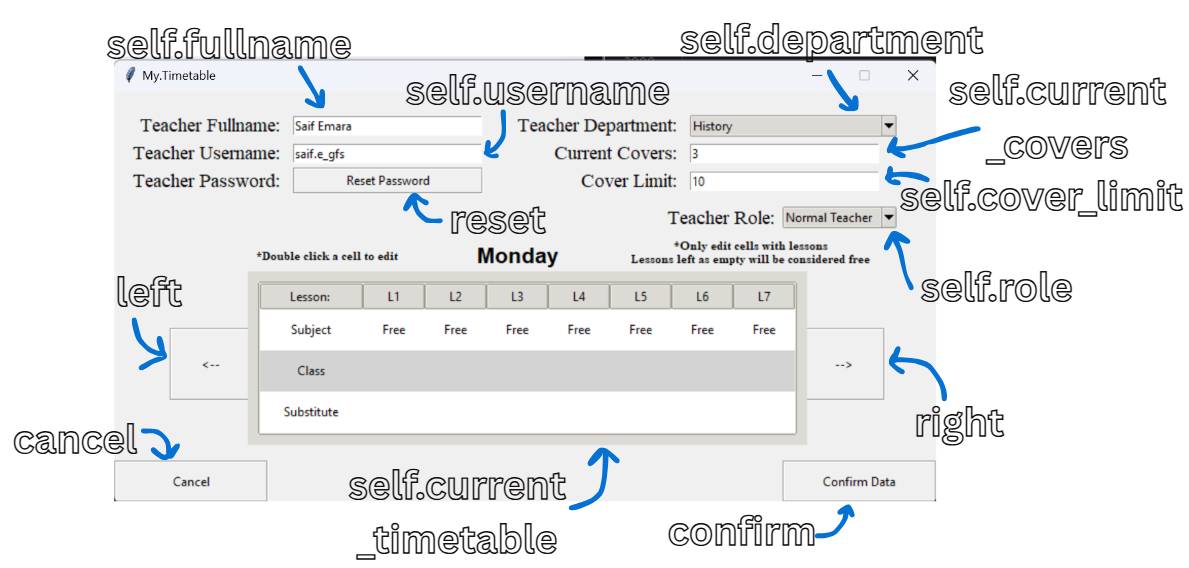 self.fullname
self.department
My.Timetable
self.username
self.current
_covers
Teacher Fullname: Saif Emara
Teacher Department: History
Teacher Username: saif.e_gfs
Current Covers: 3
Teacher Password: Reset Password
Cover Limit: 10
self.cover_limit
reset
Teacher Role: Normal Teacher
*Double click a cell to edit
Monday
*Only edit cells with lessons
Lessons left as empty will be considered free
left
self.role
Lesson: L1 L2 L3 L4 L5 L6 L7
Subject Free Free Free Free Free Free Free
<-- Class -->
Substitute
right
cancel
Cancel
self.current
_timetable
Confirm Data
confirm